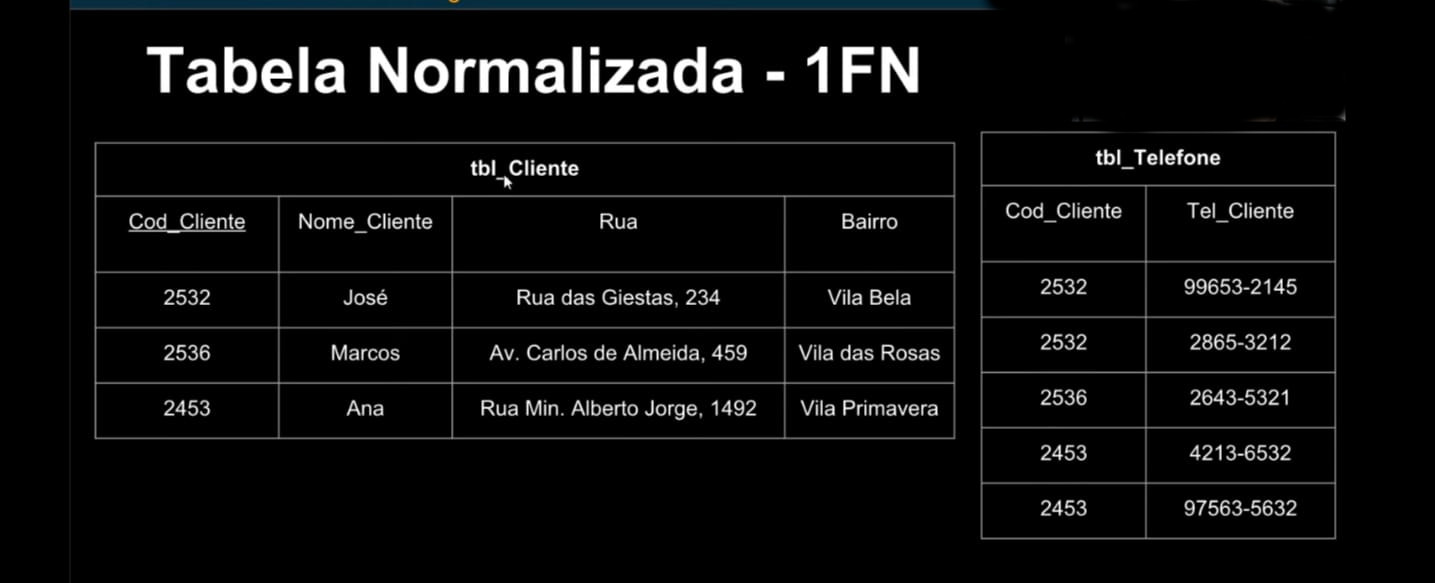 Tabela Normalizada - 1FN
tbl_Cliente
Cod_Cliente Nome_Cliente Rua Bairro
2532 José Rua das Giestas, 234 Vila Bela
2536 Marcos Av. Carlos de Almeida, 459 Vila das Rosas
2453 Ana Rua Min. Alberto Jorge, 1492 Vila Primavera
tbl_Telefone
Cod_Cliente Tel_Cliente
2532 99653-2145
2532 2865-3212
2536 2643-5321
2453 4213-6532
2453 97563-5632